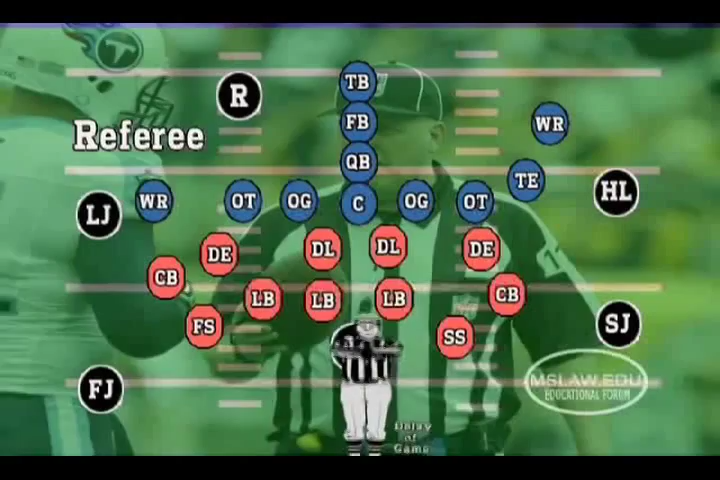 TB
R
FB
WR
Referee
QB
TE
HL
LJ
WR
OT
OG
C
OG
OT
DE
DL
DL
DE
CB
LB
LB
LB
CB
FS
SS
SJ
FJ
MSLAW.EDU
EDUCATIONAL FORUM
Delay
of
Game